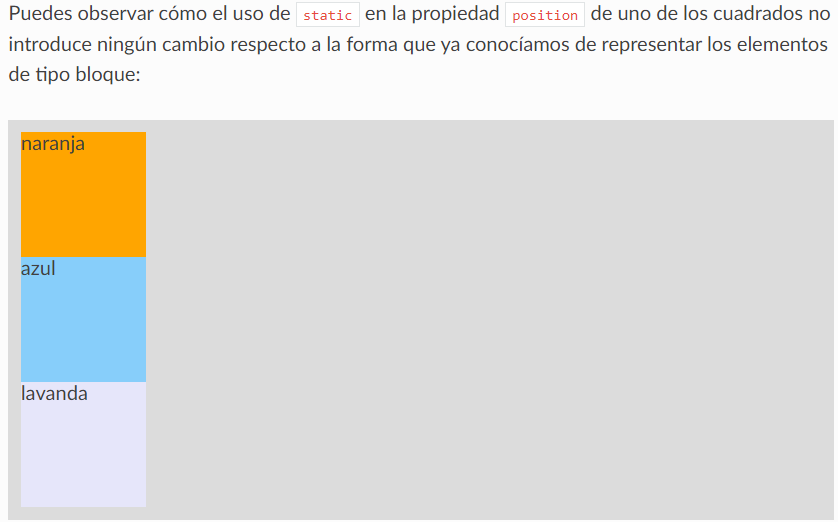 Puedes observar cómo el uso de static en la propiedad position de uno de los cuadrados no
introduce ningún cambio respecto a la forma que ya conocíamos de representar los elementos
de tipo bloque:
naranja
azul
lavanda